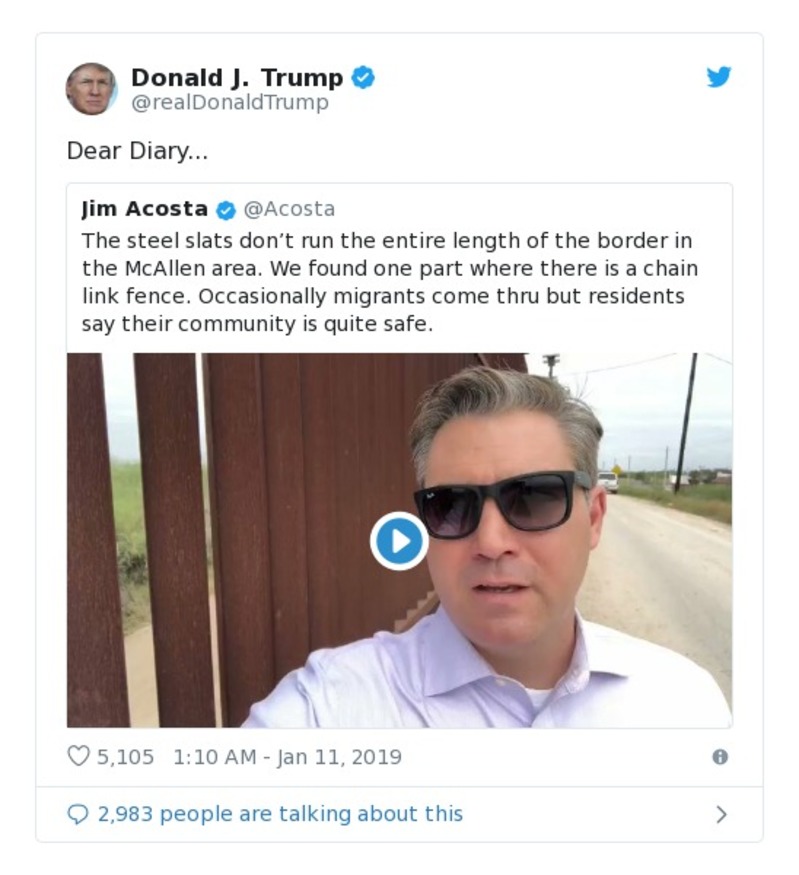 Donald J. Trump
@realDonaldTrump
Dear Diary...
Jim Acosta @Acosta
The steel slats don’t run the entire length of the border in
the McAllen area. We found one part where there is a chain
link fence. Occasionally migrants come thru but residents
say their community is quite safe.
5,105 1:10 AM - Jan 11, 2019
2,983 people are talking about this